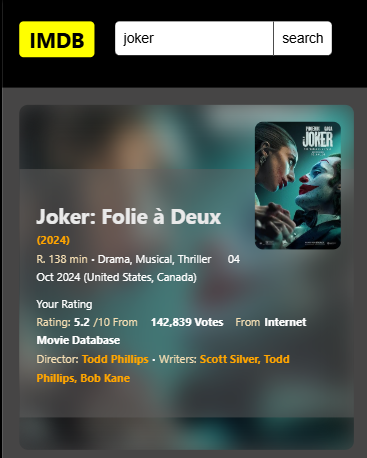 IMDB
joker
search
PHOENIX GAGA
JOKER
Joker: Folie à Deux
(2024)
R. 138 min • Drama, Musical, Thriller 04
Oct 2024 (United States, Canada)
Your Rating
Rating: 5.2 /10 From 142,839 Votes From Internet
Movie Database
Director: Todd Phillips • Writers: Scott Silver, Todd
Phillips, Bob Kane